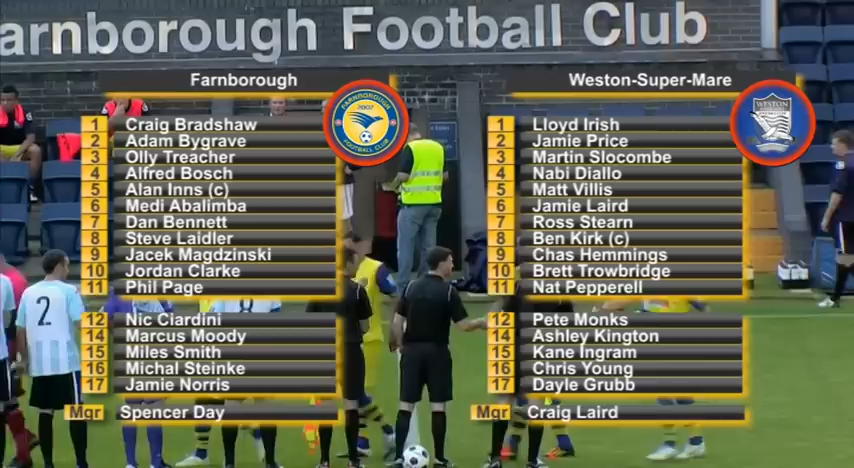 arnborough Football Club
Farnborough
1 Craig Bradshaw
2 Adam Bygrave
3 Olly Treacher
4 Alfred Bosch
5 Alan Inns (c)
6 Medi Abalimba
7 Dan Bennett
8 Steve Laidler
9 Jacek Magdzinski
10 Jordan Clarke
11 Phil Page
12 Nic Ciardini
14 Marcus Moody
15 Miles Smith
16 Michal Steinke
17 Jamie Norris
Mgr Spencer Day
FARNBOROUGH
2007
FOOTBALL CLUB
Weston-Super-Mare
1 Lloyd Irish
2 Jamie Price
3 Martin Slocombe
4 Nabi Diallo
5 Matt Villis
6 Jamie Laird
7 Ross Stearn
8 Ben Kirk (c)
9 Chas Hemmings
10 Brett Trowbridge
11 Nat Pepperell
12 Pete Monks
14 Ashley Kington
15 Kane Ingram
16 Chris Young
17 Dayle Grubb
Mgr Craig Laird
WESTON
2